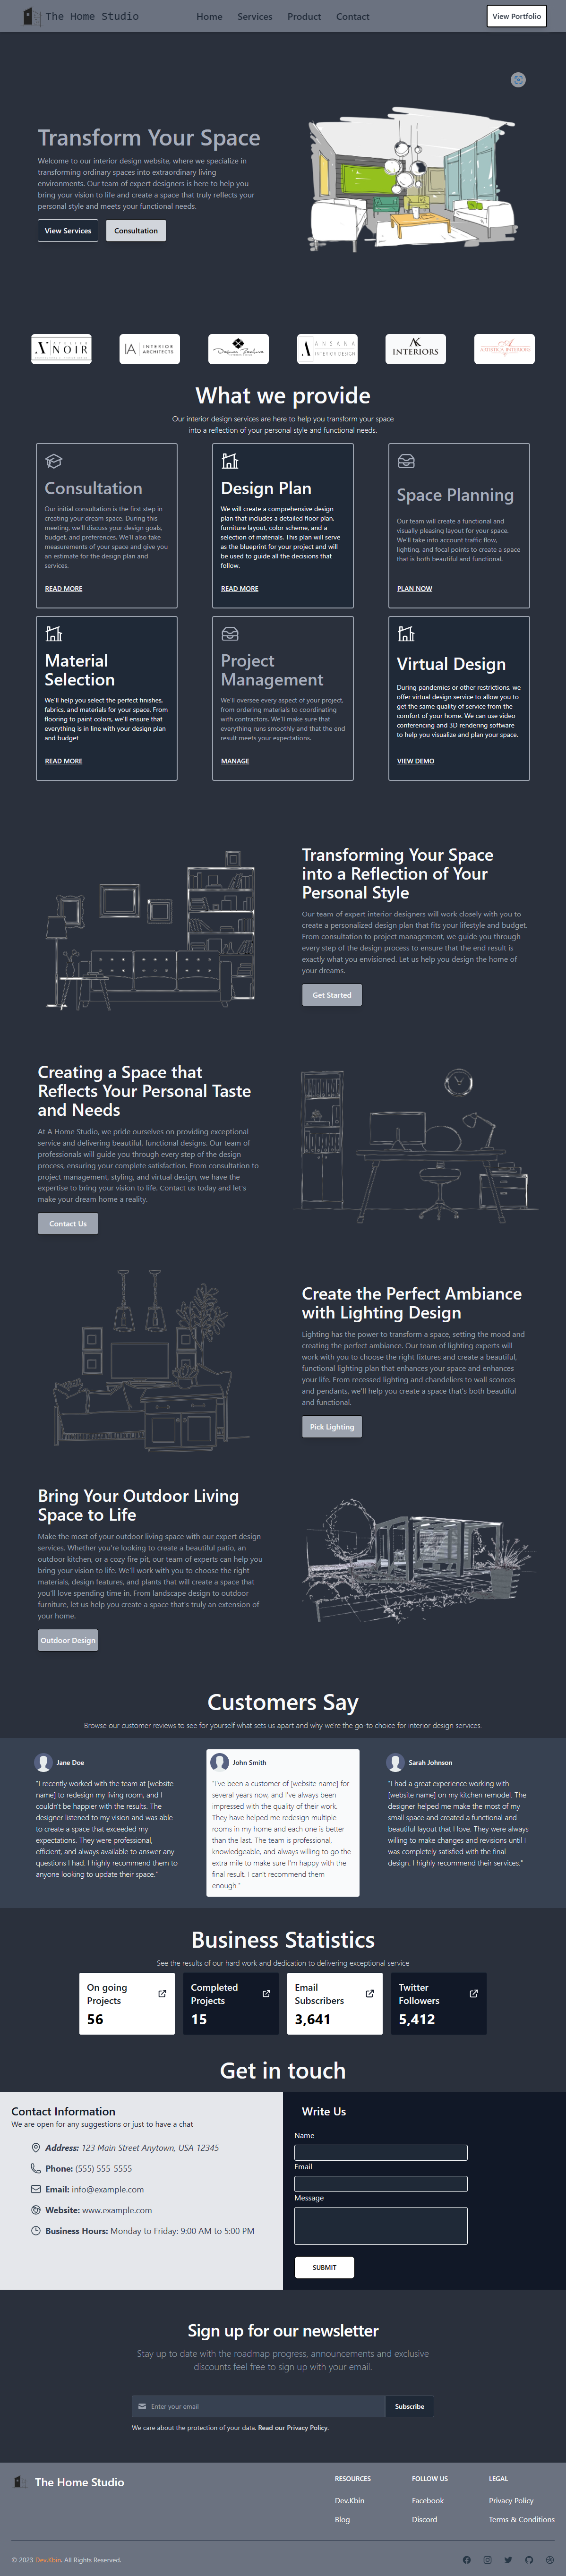 The Home Studio
Home Services Product Contact
View Portfolio
Transform Your Space
Welcome to our interior design website, where we specialize in
transforming ordinary spaces into extraordinary living
environments. Our team of expert designers is here to help you
bring your vision to life and create a space that truly reflects your
personal style and meets your functional needs.
View Services Consultation
NOIR
IA INTERIOR ARCHITECTS
ANSANA
INTERIOR DESIGN
AK
INTERIORS
What we provide
Our interior design services are here to help you transform your space
into a reflection of your personal style and functional needs.
Consultation
Our initial consultation is the first step in
creating your dream space. During this
meeting, we'll discuss your design goals,
budget, and preferences. We'll also take
measurements of your space and give you
an estimate for the design plan and
services.
READ MORE
Design Plan
We will create a comprehensive design
plan that includes a detailed floor plan,
furniture layout, color scheme, and a
selection of materials. This plan will serve
as the blueprint for your project and will
be used to guide all the decisions that
follow.
READ MORE
Space Planning
Our team will create a functional and
visually pleasing layout for your space.
We'll take into account traffic flow,
lighting, and focal points to create a space
that is both beautiful and functional.
PLAN NOW
Material
Selection
We'll help you select the perfect finishes,
fabrics, and materials for your space. From
flooring to paint colors, we'll ensure that
everything is in line with your design plan
and budget
READ MORE
Project
Management
We'll oversee every aspect of your project,
from ordering materials to coordinating
with contractors. We'll make sure that
everything runs smoothly and that the end
result meets your expectations.
MANAGE
Virtual Design
During pandemics or other restrictions, we
offer virtual design service to allow you to
get the same quality of service from the
comfort of your home. We can use video
conferencing and 3D rendering software
to help you visualize and plan your space.
VIEW DEMO
Transforming Your Space
into a Reflection of Your
Personal Style
Our team of expert interior designers will work closely with you to
create a personalized design plan that fits your lifestyle and budget.
From consultation to project management, we guide you through
every step of the design process to ensure that the end result is
exactly what you envisioned. Let us help you design the home of
your dreams.
Get Started
Creating a Space that
Reflects Your Personal Taste
and Needs
At A Home Studio, we pride ourselves on providing exceptional
service and delivering beautiful, functional designs. Our team of
professionals will guide you through every step of the design
process, ensuring your complete satisfaction. From consultation to
project management, styling, and virtual design, we have the
expertise to bring your vision to life. Contact us today and let's
make your dream home a reality.
Contact Us
Create the Perfect Ambiance
with Lighting Design
Lighting has the power to transform a space, setting the mood and
creating the perfect ambiance. Our team of lighting experts will
work with you to choose the right fixtures and create a beautiful,
functional lighting plan that enhances your space and enhances
your life. From recessed lighting and chandeliers to wall sconces
and pendants, we'll help you create a space that's both beautiful
and functional.
Pick Lighting
Bring Your Outdoor Living
Space to Life
Make the most of your outdoor living space with our expert design
services. Whether you're looking to create a beautiful patio, an
outdoor kitchen, or a cozy fire pit, our team of experts can help you
bring your vision to life. We'll work with you to choose the right
materials, design features, and plants that will create a space that
you'll love spending time in. From landscape design to outdoor
furniture, let us help you create a space that's truly an extension of
your home.
Outdoor Design
Customers Say
Browse our customer reviews to see for yourself what sets us apart and why we're the go-to choice for interior design services.
Jane Doe
"I recently worked with the team at [website
name] to redesign my living room, and I
couldn't be happier with the results. The
designer listened to my vision and was able
to create a space that exceeded my
expectations. They were professional,
efficient, and always available to answer any
questions I had. I highly recommend them to
anyone looking to update their space."
John Smith
"I've been a customer of [website name] for
several years now, and I've always been
impressed with the quality of their work.
They have helped me redesign multiple
rooms in my home and each one is better
than the last. The team is professional,
knowledgeable, and always willing to go the
extra mile to make sure I'm happy with the
final result. I can't recommend them
enough."
Sarah Johnson
"I had a great experience working with
[website name] on my kitchen remodel. The
designer helped me make the most of my
small space and created a functional and
beautiful layout that I love. They were always
willing to make changes and revisions until I
was completely satisfied with the final
design. I highly recommend their services."
Business Statistics
See the results of our hard work and dedication to delivering exceptional service
On going
Projects
56
Completed
Projects
15
Email
Subscribers
3,641
Twitter
Followers
5,412
Get in touch
Contact Information
We are open for any suggestions or just to have a chat
Address: 123 Main Street Anytown, USA 12345
Phone: (555) 555-5555
Email: info@example.com
Website: www.example.com
Business Hours: Monday to Friday: 9:00 AM to 5:00 PM
Write Us
Name
Email
Message
SUBMIT
Sign up for our newsletter
Stay up to date with the roadmap progress, announcements and exclusive
discounts feel free to sign up with your email.
Enter your email
Subscribe
We care about the protection of your data. Read our Privacy Policy.
The Home Studio
RESOURCES
Dev.Kbin
Blog
FOLLOW US
Facebook
Discord
LEGAL
Privacy Policy
Terms & Conditions
© 2023 Dev.Kbin. All Rights Reserved.